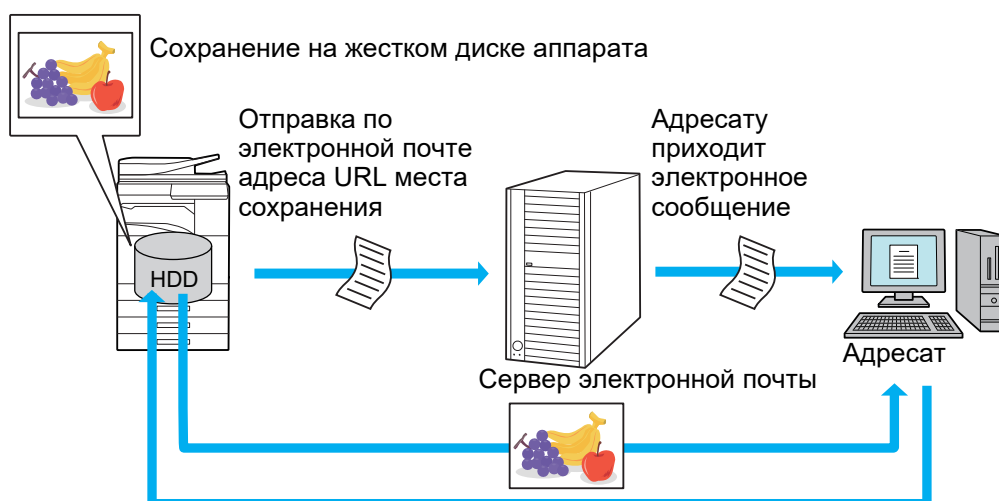 Сохранение на жестком диске аппарата
Отправка по
электронной почте
адреса URL места
сохранения
Адресату
приходит
электронное
сообщение
HDD
Адресат
Сервер электронной почты